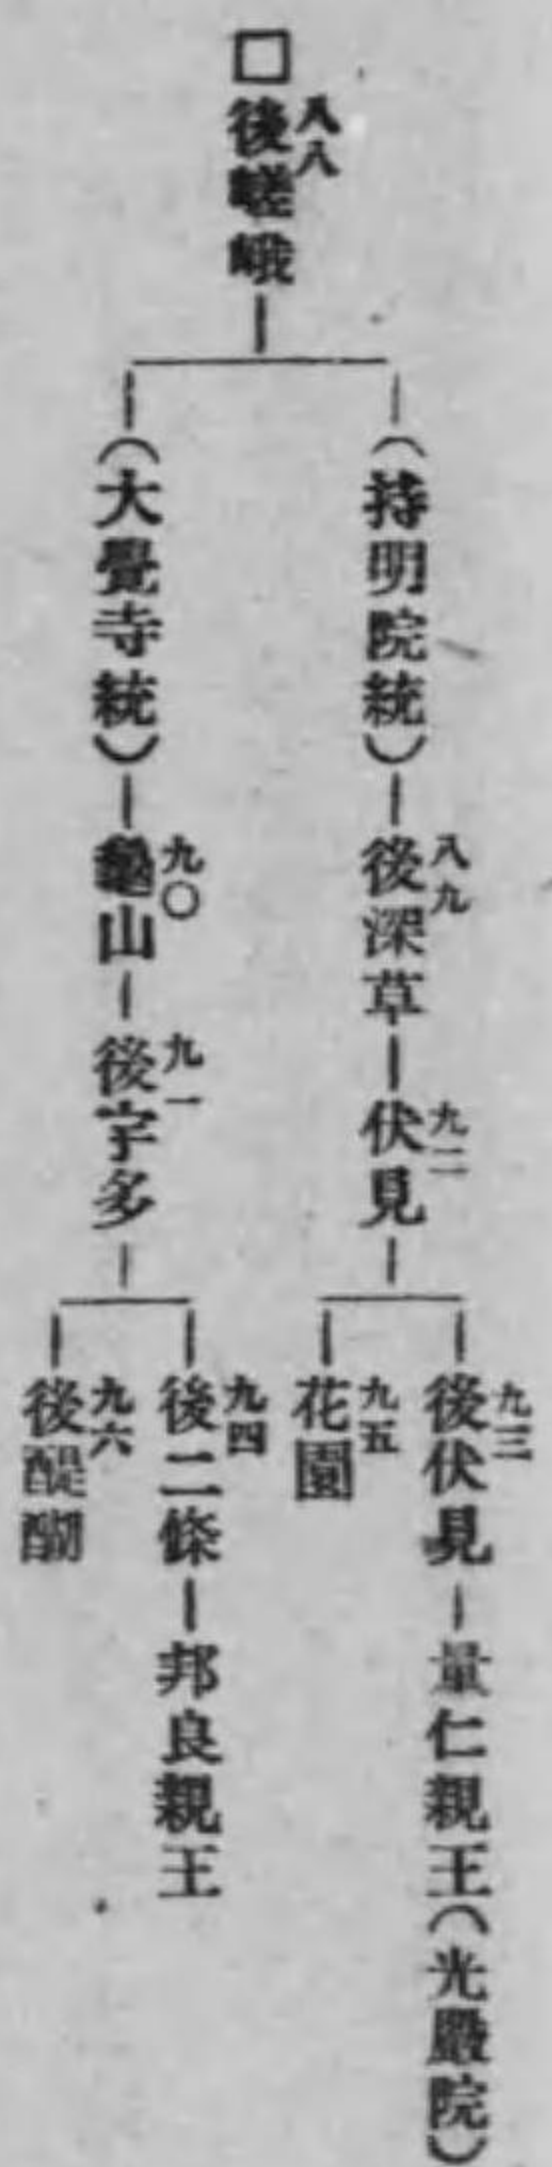 □後嵯峨
八八
(持明院統)
後深草
八九
伏見
九二
後伏見
九三
量仁親王(光嚴院)
花園
九五
(大覺寺統)
龜山
九〇
後宇多
九一
後二條
九四
邦良親王
後醍醐
九六